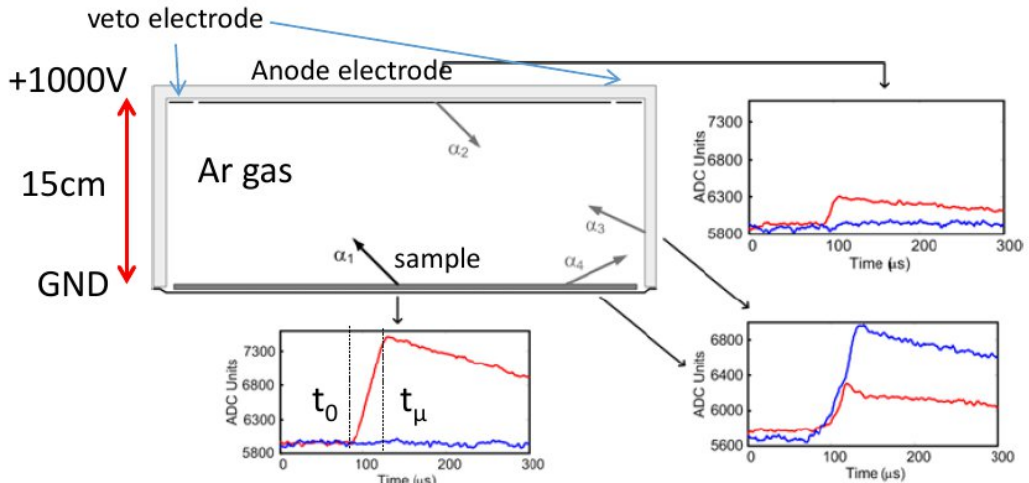 veto electrode
+1000V
Anode electrode
15cm
Ar gas
GND
α2
α3
α1
sample
α4
ADC Units
7300
6800
6300
5800
0
100
200
300
Time (µs)
ADC Units
7300
6800
6300
5800
t0
tµ
0
100
200
300
Time (µs)
ADC Units
6800
6400
6000
5600
0
100
200
300
Time (µs)